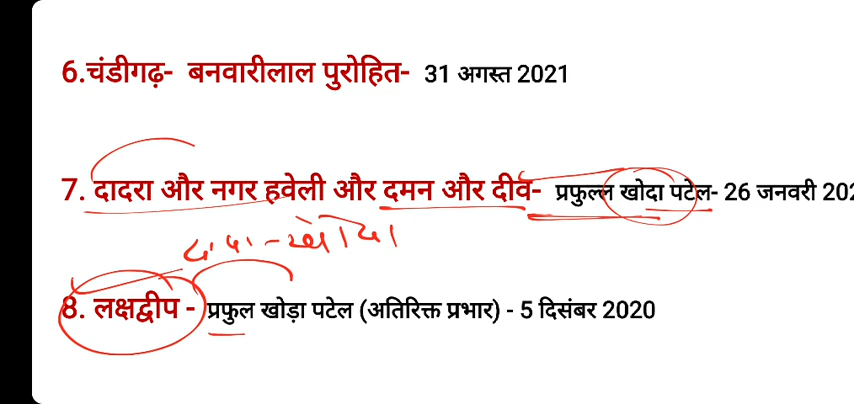 6.चंडीगढ़- बनवारीलाल पुरोहित- 31 अगस्त 2021
7. दादरा और नगर हवेली और दमन और दीव- प्रफुल्ल खोदा पटेल- 26 जनवरी 202
8. लक्षद्वीप - प्रफुल खोड़ा पटेल (अतिरिक्त प्रभार) - 5 दिसंबर 2020